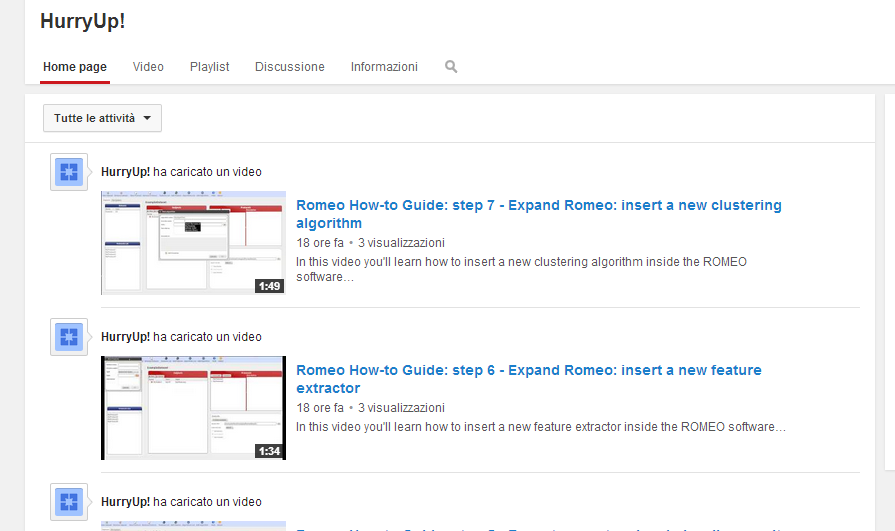 HurryUp!
Home page Video Playlist Discussione Informazioni
Tutte le attività
HurryUp! ha caricato un video
Romeo How-to Guide: step 7 - Expand Romeo: insert a new clustering
algorithm
18 ore fa • 3 visualizzazioni
In this video you'll learn how to insert a new clustering algorithm inside the ROMEO
software…
1:49
HurryUp! ha caricato un video
Romeo How-to Guide: step 6 - Expand Romeo: insert a new feature
extractor
18 ore fa • 3 visualizzazioni
In this video you'll learn how to insert a new feature extractor inside the ROMEO software…
1:34
HurryUp! ha caricato un video